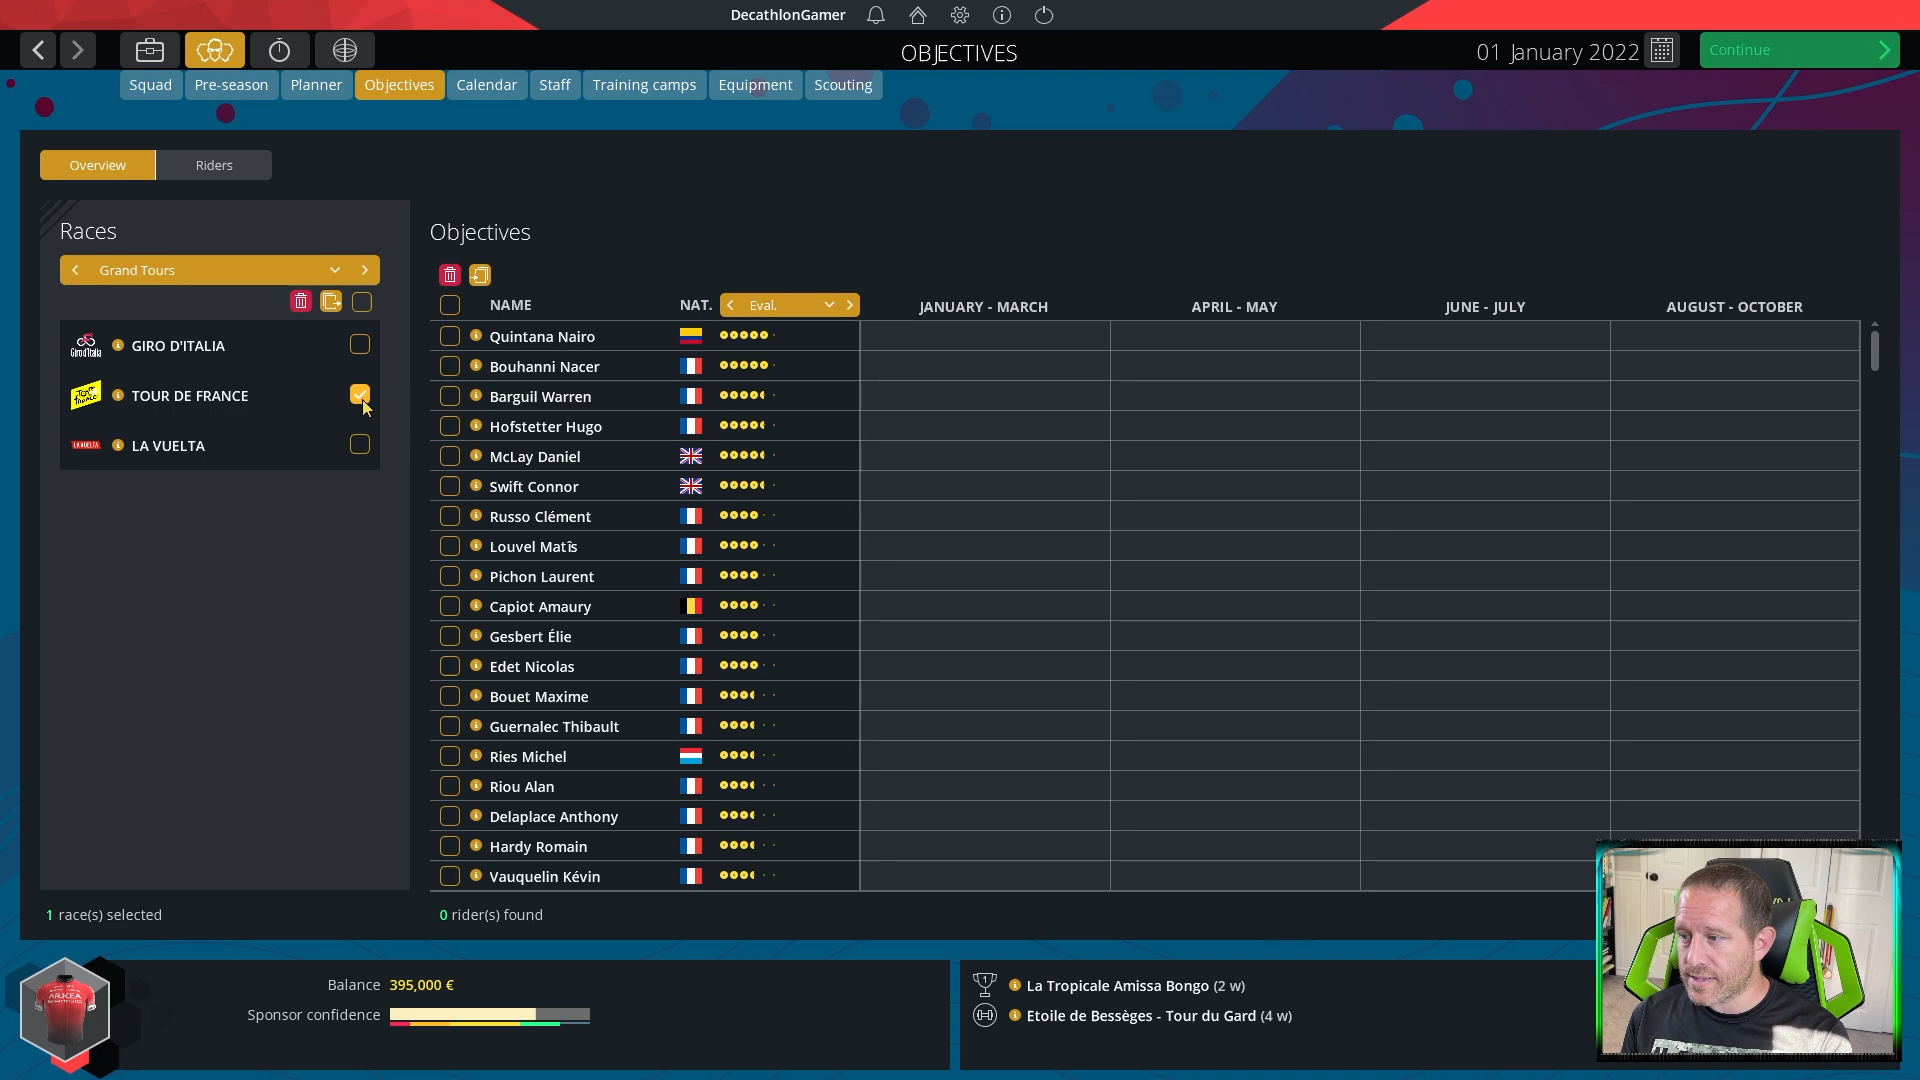 DecathlonGamer
OBJECTIVES
01 January 2022
Continue
Squad
Pre-season
Planner
Objectives
Calendar
Staff
Training camps
Equipment
Scouting
Overview
Riders
Races
Grand Tours
GIRO D'ITALIA
TOUR DE FRANCE
LA VUELTA
1 race(s) selected
Objectives
NAME NAT. Eval. JANUARY - MARCH APRIL - MAY JUNE - JULY AUGUST - OCTOBER
Quintana Nairo
Bouhanni Nacer
Barguil Warren
Hofstetter Hugo
McLay Daniel
Swift Connor
Russo Clément
Louvel Matîs
Pichon Laurent
Capiot Amaury
Gesbert Élie
Edet Nicolas
Bouet Maxime
Guernalec Thibault
Ries Michel
Riou Alan
Delaplace Anthony
Hardy Romain
Vauquelin Kévin
0 rider(s) found
ARKEA
Balance 395,000 €
Sponsor confidence
La Tropicale Amissa Bongo (2 w)
Etoile de Bessèges - Tour du Gard (4 w)